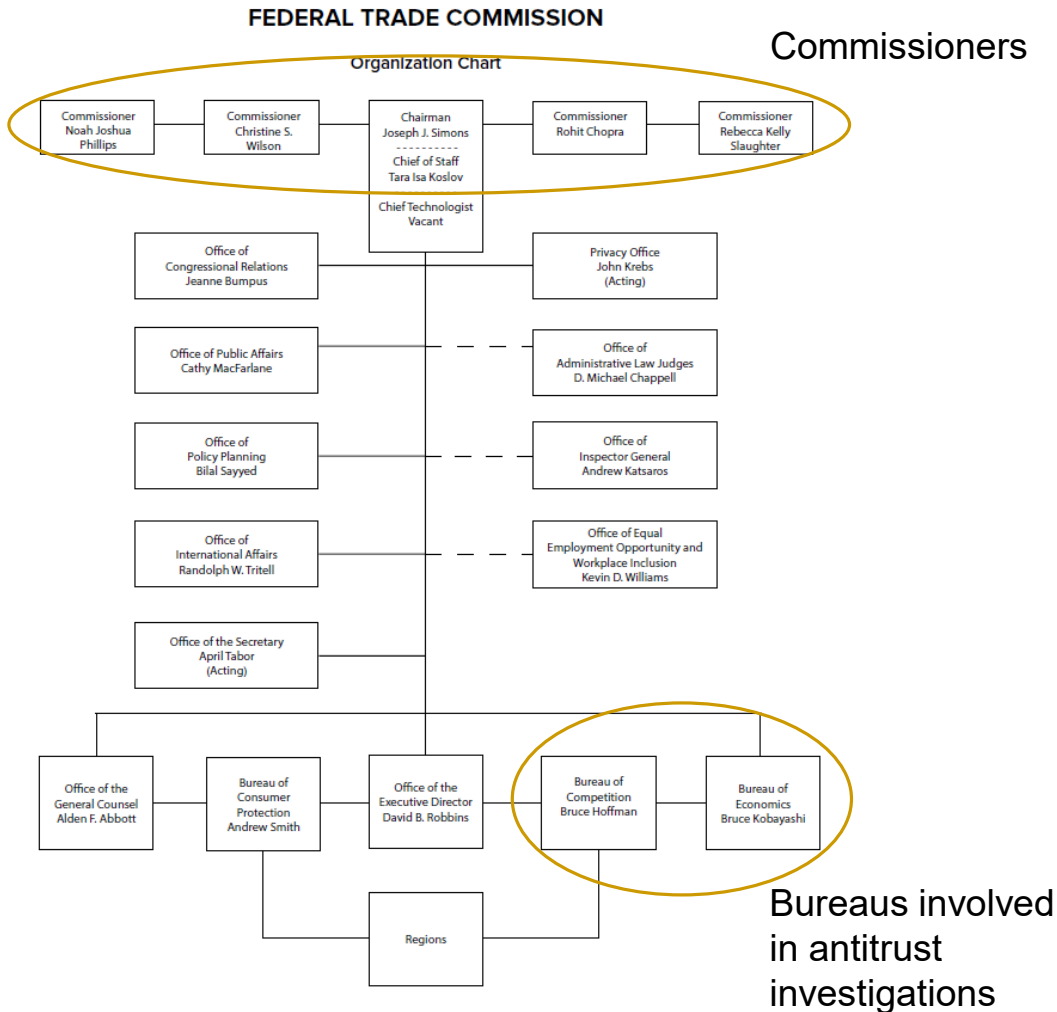 FEDERAL TRADE COMMISSION
Commissioners
Organization Chart
Commissioner
Noah Joshua
Phillips
Commissioner
Christine S.
Wilson
Chairman
Joseph J. Simons
Chief of Staff
Tara Isa Koslov
Chief Technologist
Vacant
Commissioner
Rohit Chopra
Commissioner
Rebecca Kelly
Slaughter
Office of
Congressional Relations
Jeanne Bumpus
Privacy Office
John Krebs
(Acting)
Office of Public Affairs
Cathy MacFarlane
Office of
Administrative Law Judges
D. Michael Chappell
Office of
Policy Planning
Bilal Sayyed
Office of
Inspector General
Andrew Katsaros
Office of
International Affairs
Randolph W. Tritell
Office of Equal
Employment Opportunity and
Workplace Inclusion
Kevin D. Williams
Office of the Secretary
April Tabor
(Acting)
Office of the
General Counsel
Alden F. Abbott
Bureau of
Consumer
Protection
Andrew Smith
Office of the
Executive Director
David B. Robbins
Bureau of
Competition
Bruce Hoffman
Bureau of
Economics
Bruce Kobayashi
Regions
Bureaus involved
in antitrust
investigations